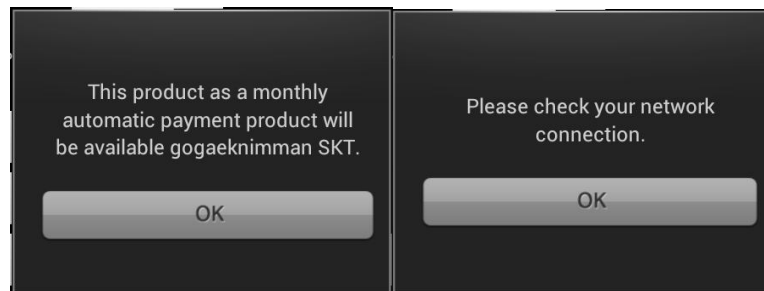 This product as a monthly
automatic payment product will
be available gogaeknimman SKT.
OK
Please check your network
connection.
OK